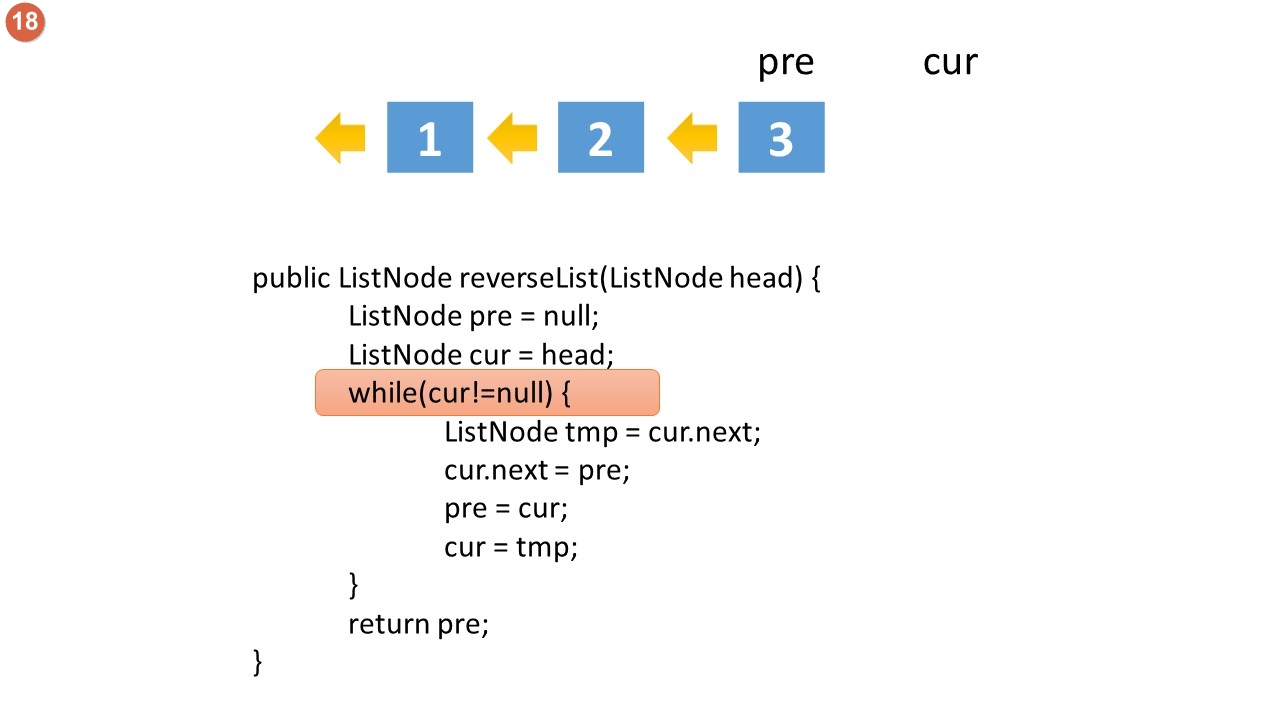 18
pre cur
1 2 3
public ListNode reverseList(ListNode head) {
ListNode pre = null;
ListNode cur = head;
while(cur!=null) {
ListNode tmp = cur.next;
cur.next = pre;
pre = cur;
cur = tmp;
}
return pre;
}